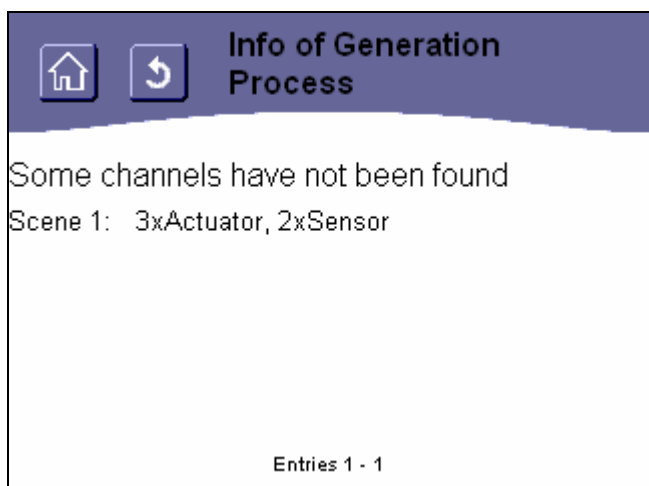 Info of Generation
Process
Some channels have not been found
Scene 1: 3xActuator, 2xSensor
Entries 1 - 1